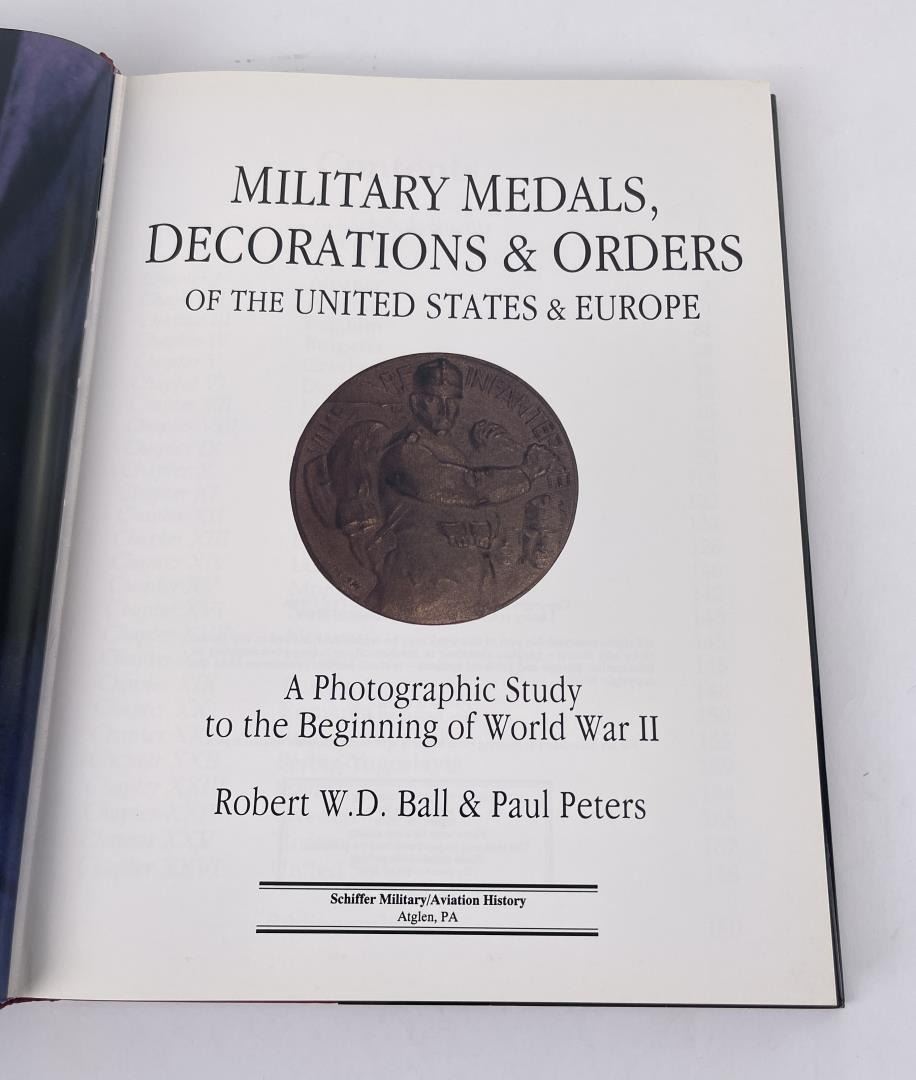 MILITARY MEDALS,
DECORATIONS & ORDERS
OF THE UNITED STATES & EUROPE
INFANTERIE
A Photographic Study
to the Beginning of World War II
Robert W.D. Ball & Paul Peters
Schiffer Military/Aviation History
Atglen, PA